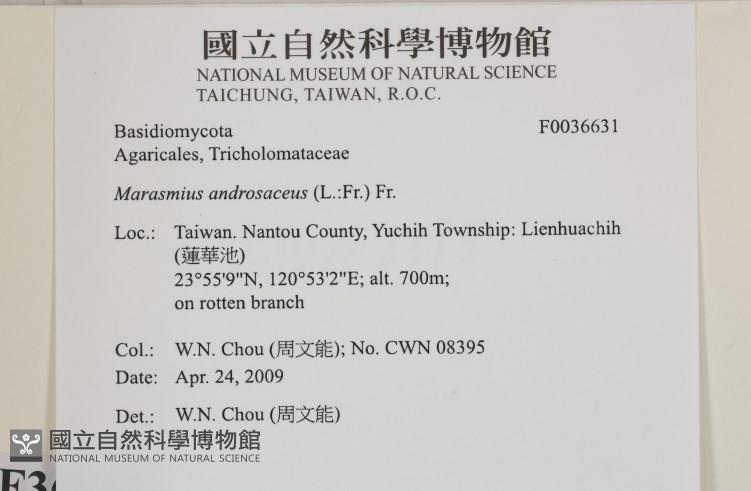 國立自然科學博物館
NATIONAL MUSEUM OF NATURAL SCIENCE
TAICHUNG, TAIWAN, R.O.C.
Basidiomycota F0036631
Agaricales, Tricholomataceae
Marasmius androsaceus (L.:Fr.) Fr.
Loc.: Taiwan. Nantou County, Yuchih Township: Lienhuachih
(蓮華池)
23°55'9"N, 120°53'2"E; alt. 700m;
on rotten branch
Col.: W.N. Chou (周文能); No. CWN 08395
Date: Apr. 24, 2009
Det.: W.N. Chou (周文能)
國立自然科學博物館
NATIONAL MUSEUM OF NATURAL SCIENCE